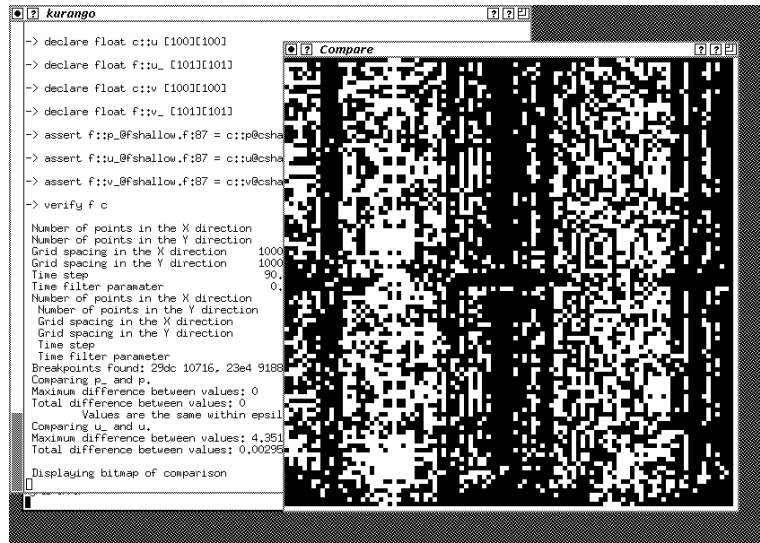 kurango
-> declare float c::u [100][100]
Compare
-> declare float f::u_ [101][101]
-> declare float c::v [100][100]
-> declare float f::v_ [101][101]
-> assert f::p_@fshallow.f:87 = c::p@csha
-> assert f::u_@fshallow.f:87 = c::u@csha
-> assert f::v_@fshallow.f:87 = c::v@csha
-> verify f c
Number of points in the X direction
Number of points in the Y direction
Grid spacing in the X direction 1000
Grid spacing in the Y direction 1000
Time step 90.
Time filter paramater 0.
Number of points in the X direction
Number of points in the Y direction
Grid spacing in the X direction
Grid spacing in the Y direction
Time step
Time filter parameter
Breakpoints found: 29dc 10716, 23e4 9188
Comparing p_ and p.
Maximum difference between values: 0
Total difference between values: 0
Values are the same within epsil
Comparing u_ and u.
Maximum difference between values: 4.351
Total difference between values: 0.00295
Displaying bitmap of comparison